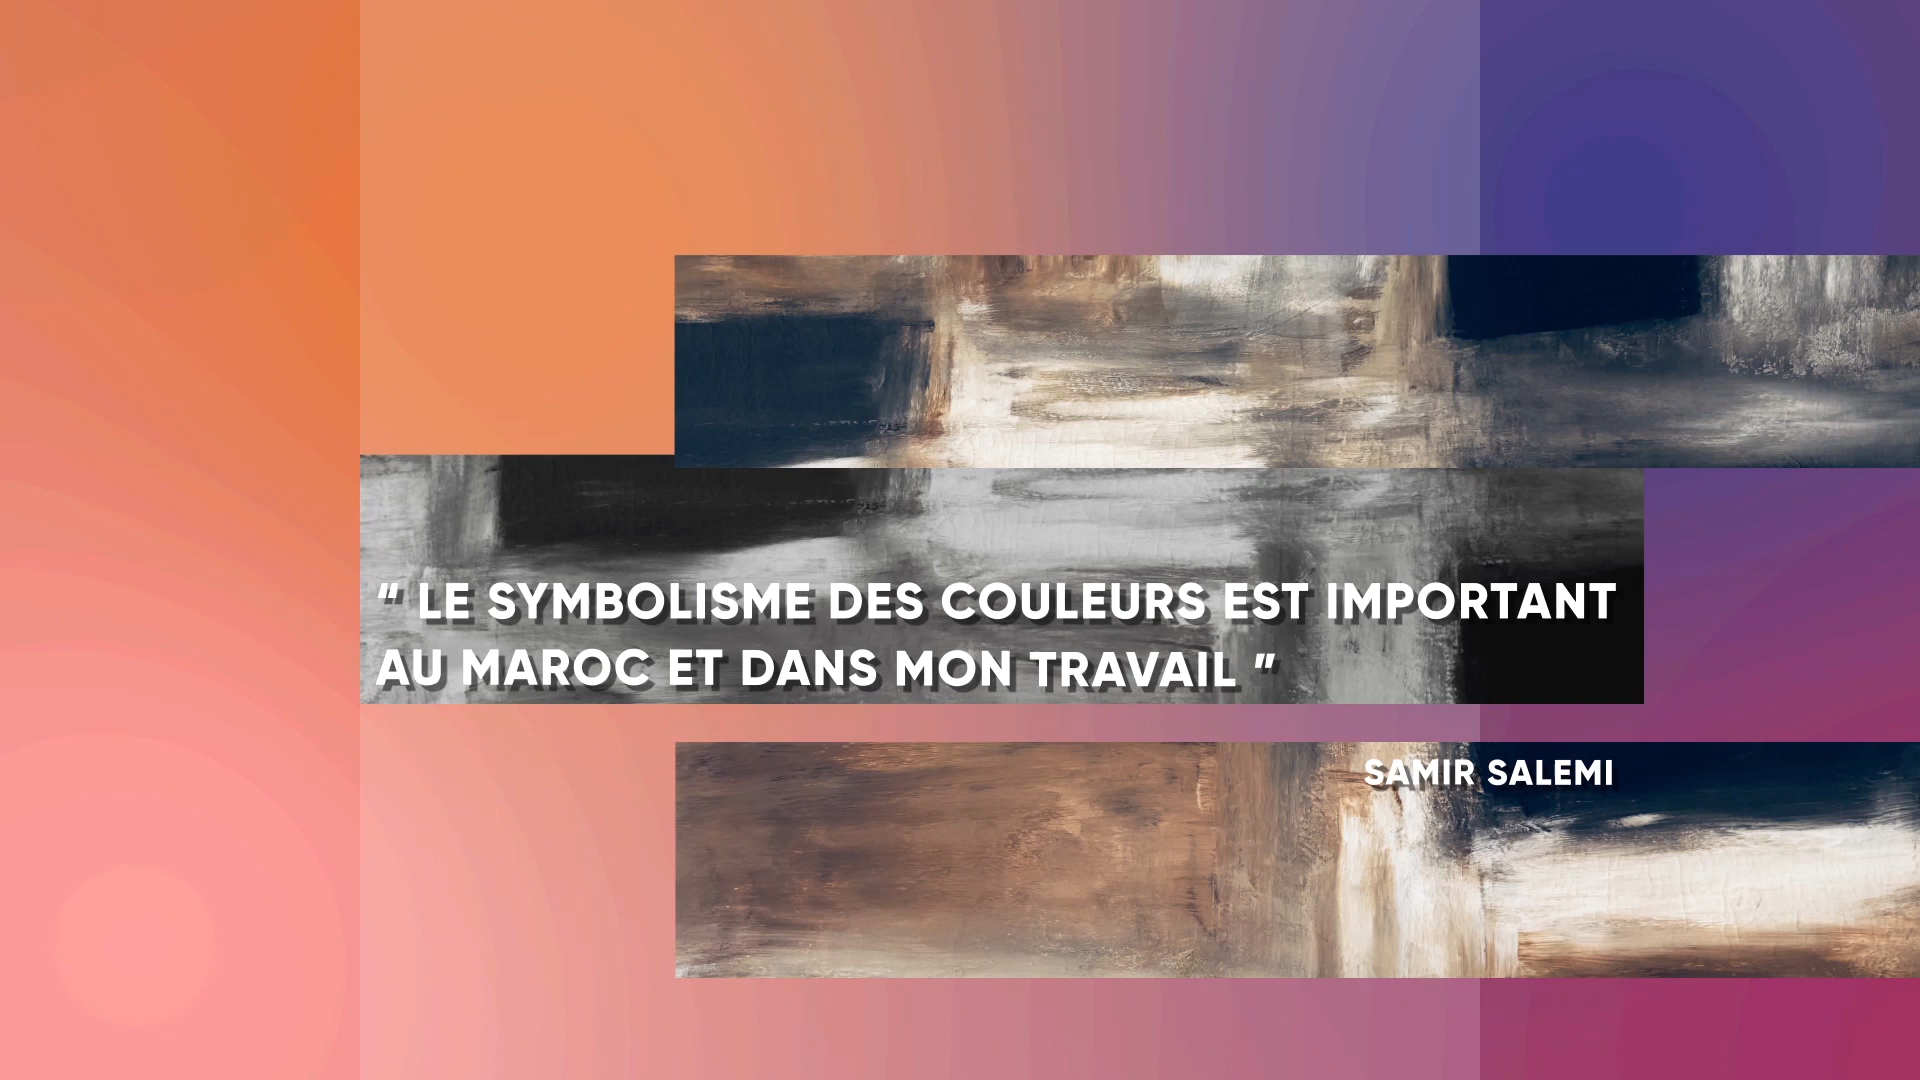 “ LE SYMBOLISME DES COULEURS EST IMPORTANT
AU MAROC ET DANS MON TRAVAIL ”
SAMIR SALEMI